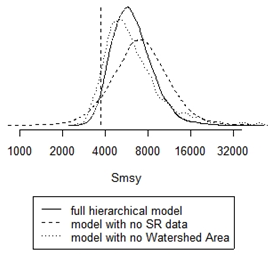 1000 2000 4000 8000 16000 32000
Smsy
full hierarchical model
model with no SR data
model with no Watershed Area